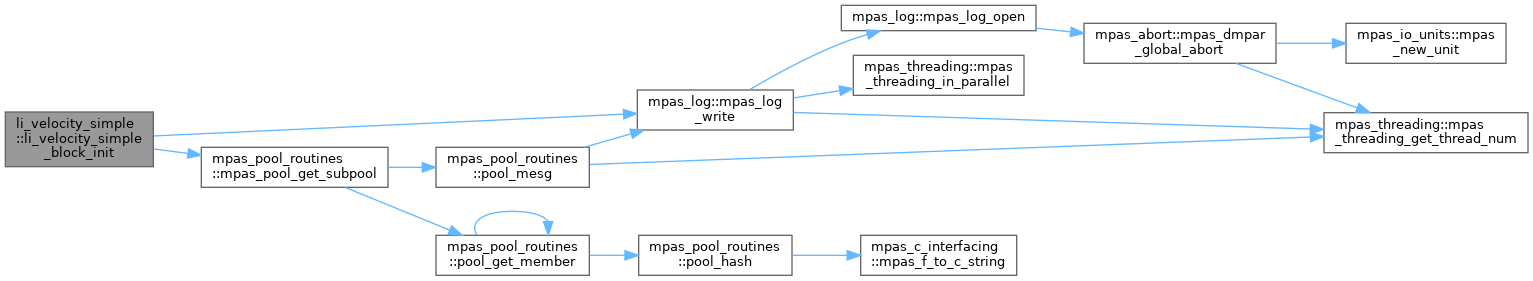 li_velocity_simple
::li_velocity_simple
_block_init
mpas_pool_routines
::mpas_pool_get_subpool
mpas_log::mpas_log
_write
mpas_pool_routines
::pool_mesg
mpas_pool_routines
::pool_get_member
mpas_pool_routines
::pool_hash
mpas_log::mpas_log_open
mpas_threading::mpas
_threading_in_parallel
mpas_c_interfacing
::mpas_f_to_c_string
mpas_abort::mpas_dmpar
_global_abort
mpas_io_units::mpas
_new_unit
mpas_threading::mpas
_threading_get_thread_num